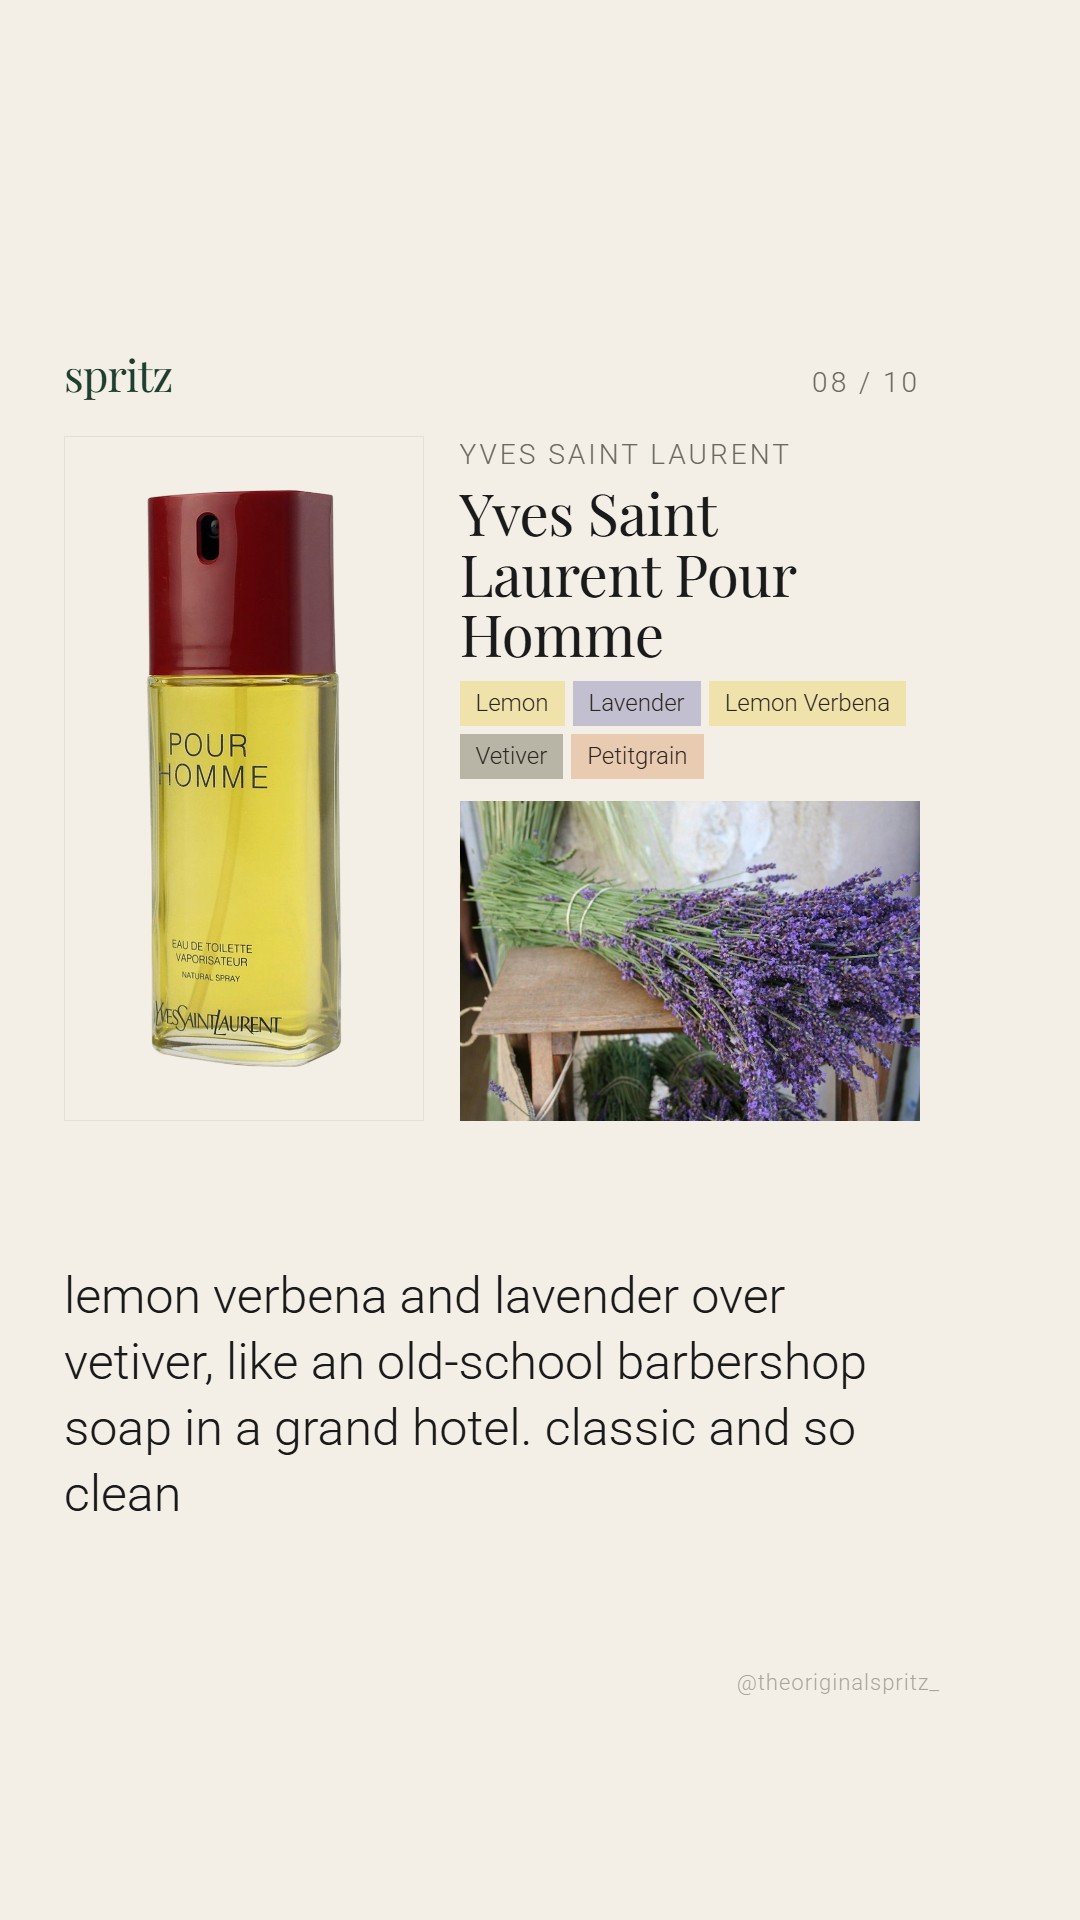 spritz
08 / 10
POUR
HOMME
EAU DE TOILETTE
VAPORISATEUR
NATURAL SPRAY
YVESSAINTLAURENT
YVES SAINT LAURENT
Yves Saint
Laurent Pour
Homme
Lemon
Lavender
Lemon Verbena
Vetiver
Petitgrain
lemon verbena and lavender over
vetiver, like an old-school barbershop
soap in a grand hotel. classic and so
clean
@theoriginalspritz_